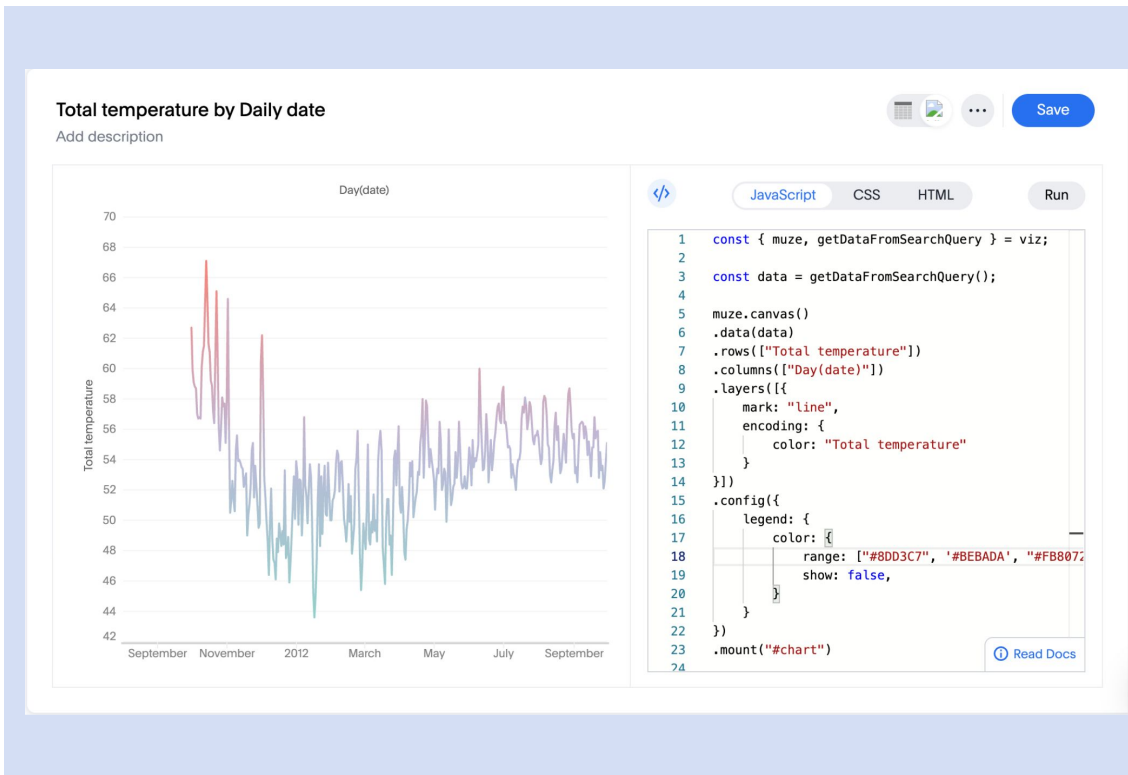 Total temperature by Daily date
Add description
Save
Day(date)
Total temperature
70
68
66
64
62
60
58
56
54
52
50
48
46
44
42
September November 2012 March May July September
</> JavaScript CSS HTML Run
1 const { muze, getDataFromSearchQuery } = viz;
2
3 const data = getDataFromSearchQuery();
4
5 muze.canvas()
6 .data(data)
7 .rows(["Total temperature"])
8 .columns(["Day(date)"])
9 .layers([{
10 mark: "line",
11 encoding: {
12 color: "Total temperature"
13 }
14 }])
15 .config({
16 legend: {
17 color: {
18 range: ["#8DD3C7", '#BEBADA', "#FB8072
19 show: false,
20 }
21 }
22 })
23 .mount("#chart")
24
Read Docs